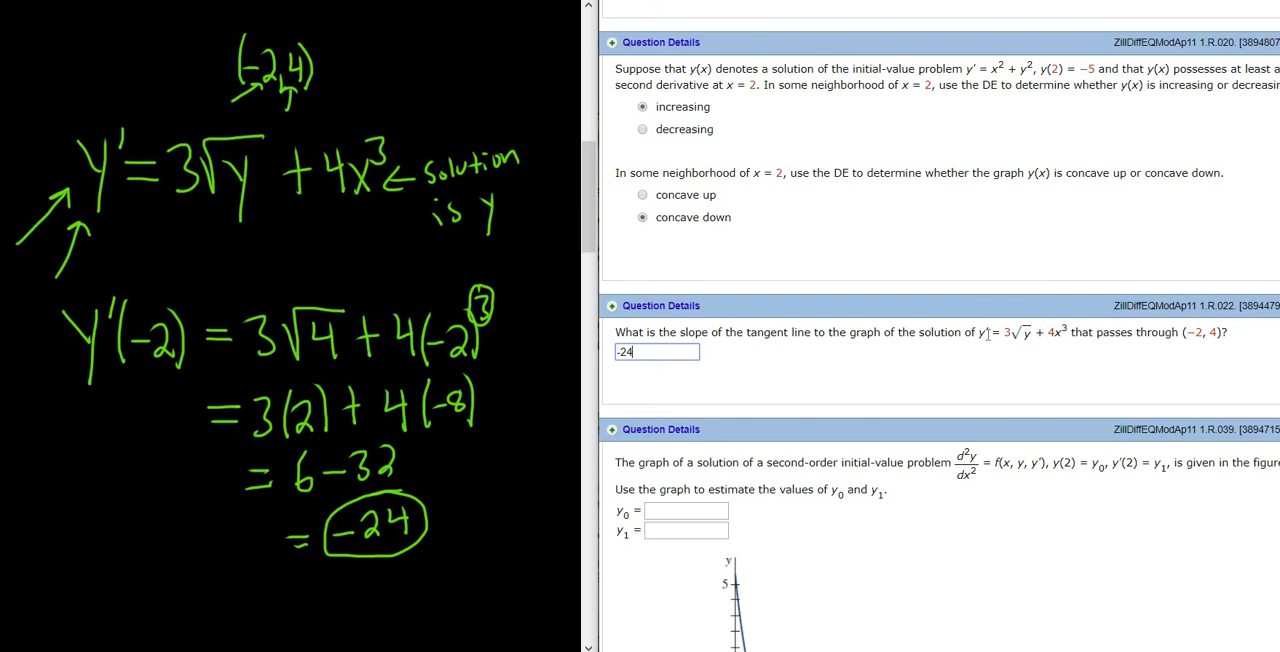 (-2,4)
y' = 3√y + 4x³ ← solution
is y
y'(-2) = 3√4 + 4(-2)³
= 3(2) + 4(-8)
= 6 - 32
= -24
Question Details
ZillDiffEQModAp11 1.R.020. [3894807
Suppose that y(x) denotes a solution of the initial-value problem y' = x² + y², y(2) = −5 and that y(x) possesses at least a
second derivative at x = 2. In some neighborhood of x = 2, use the DE to determine whether y(x) is increasing or decreasin
increasing
decreasing
In some neighborhood of x = 2, use the DE to determine whether the graph y(x) is concave up or concave down.
concave up
concave down
Question Details
ZillDiffEQModAp11 1.R.022. [3894479
What is the slope of the tangent line to the graph of the solution of y' = 3√y + 4x³ that passes through (−2, 4)?
-24
Question Details
ZillDiffEQModAp11 1.R.039. [3894715
The graph of a solution of a second-order initial-value problem d²y/dx² = f(x, y, y'), y(2) = y₀, y'(2) = y₁, is given in the figure
Use the graph to estimate the values of y₀ and y₁.
y₀ =
y₁ =
y
5